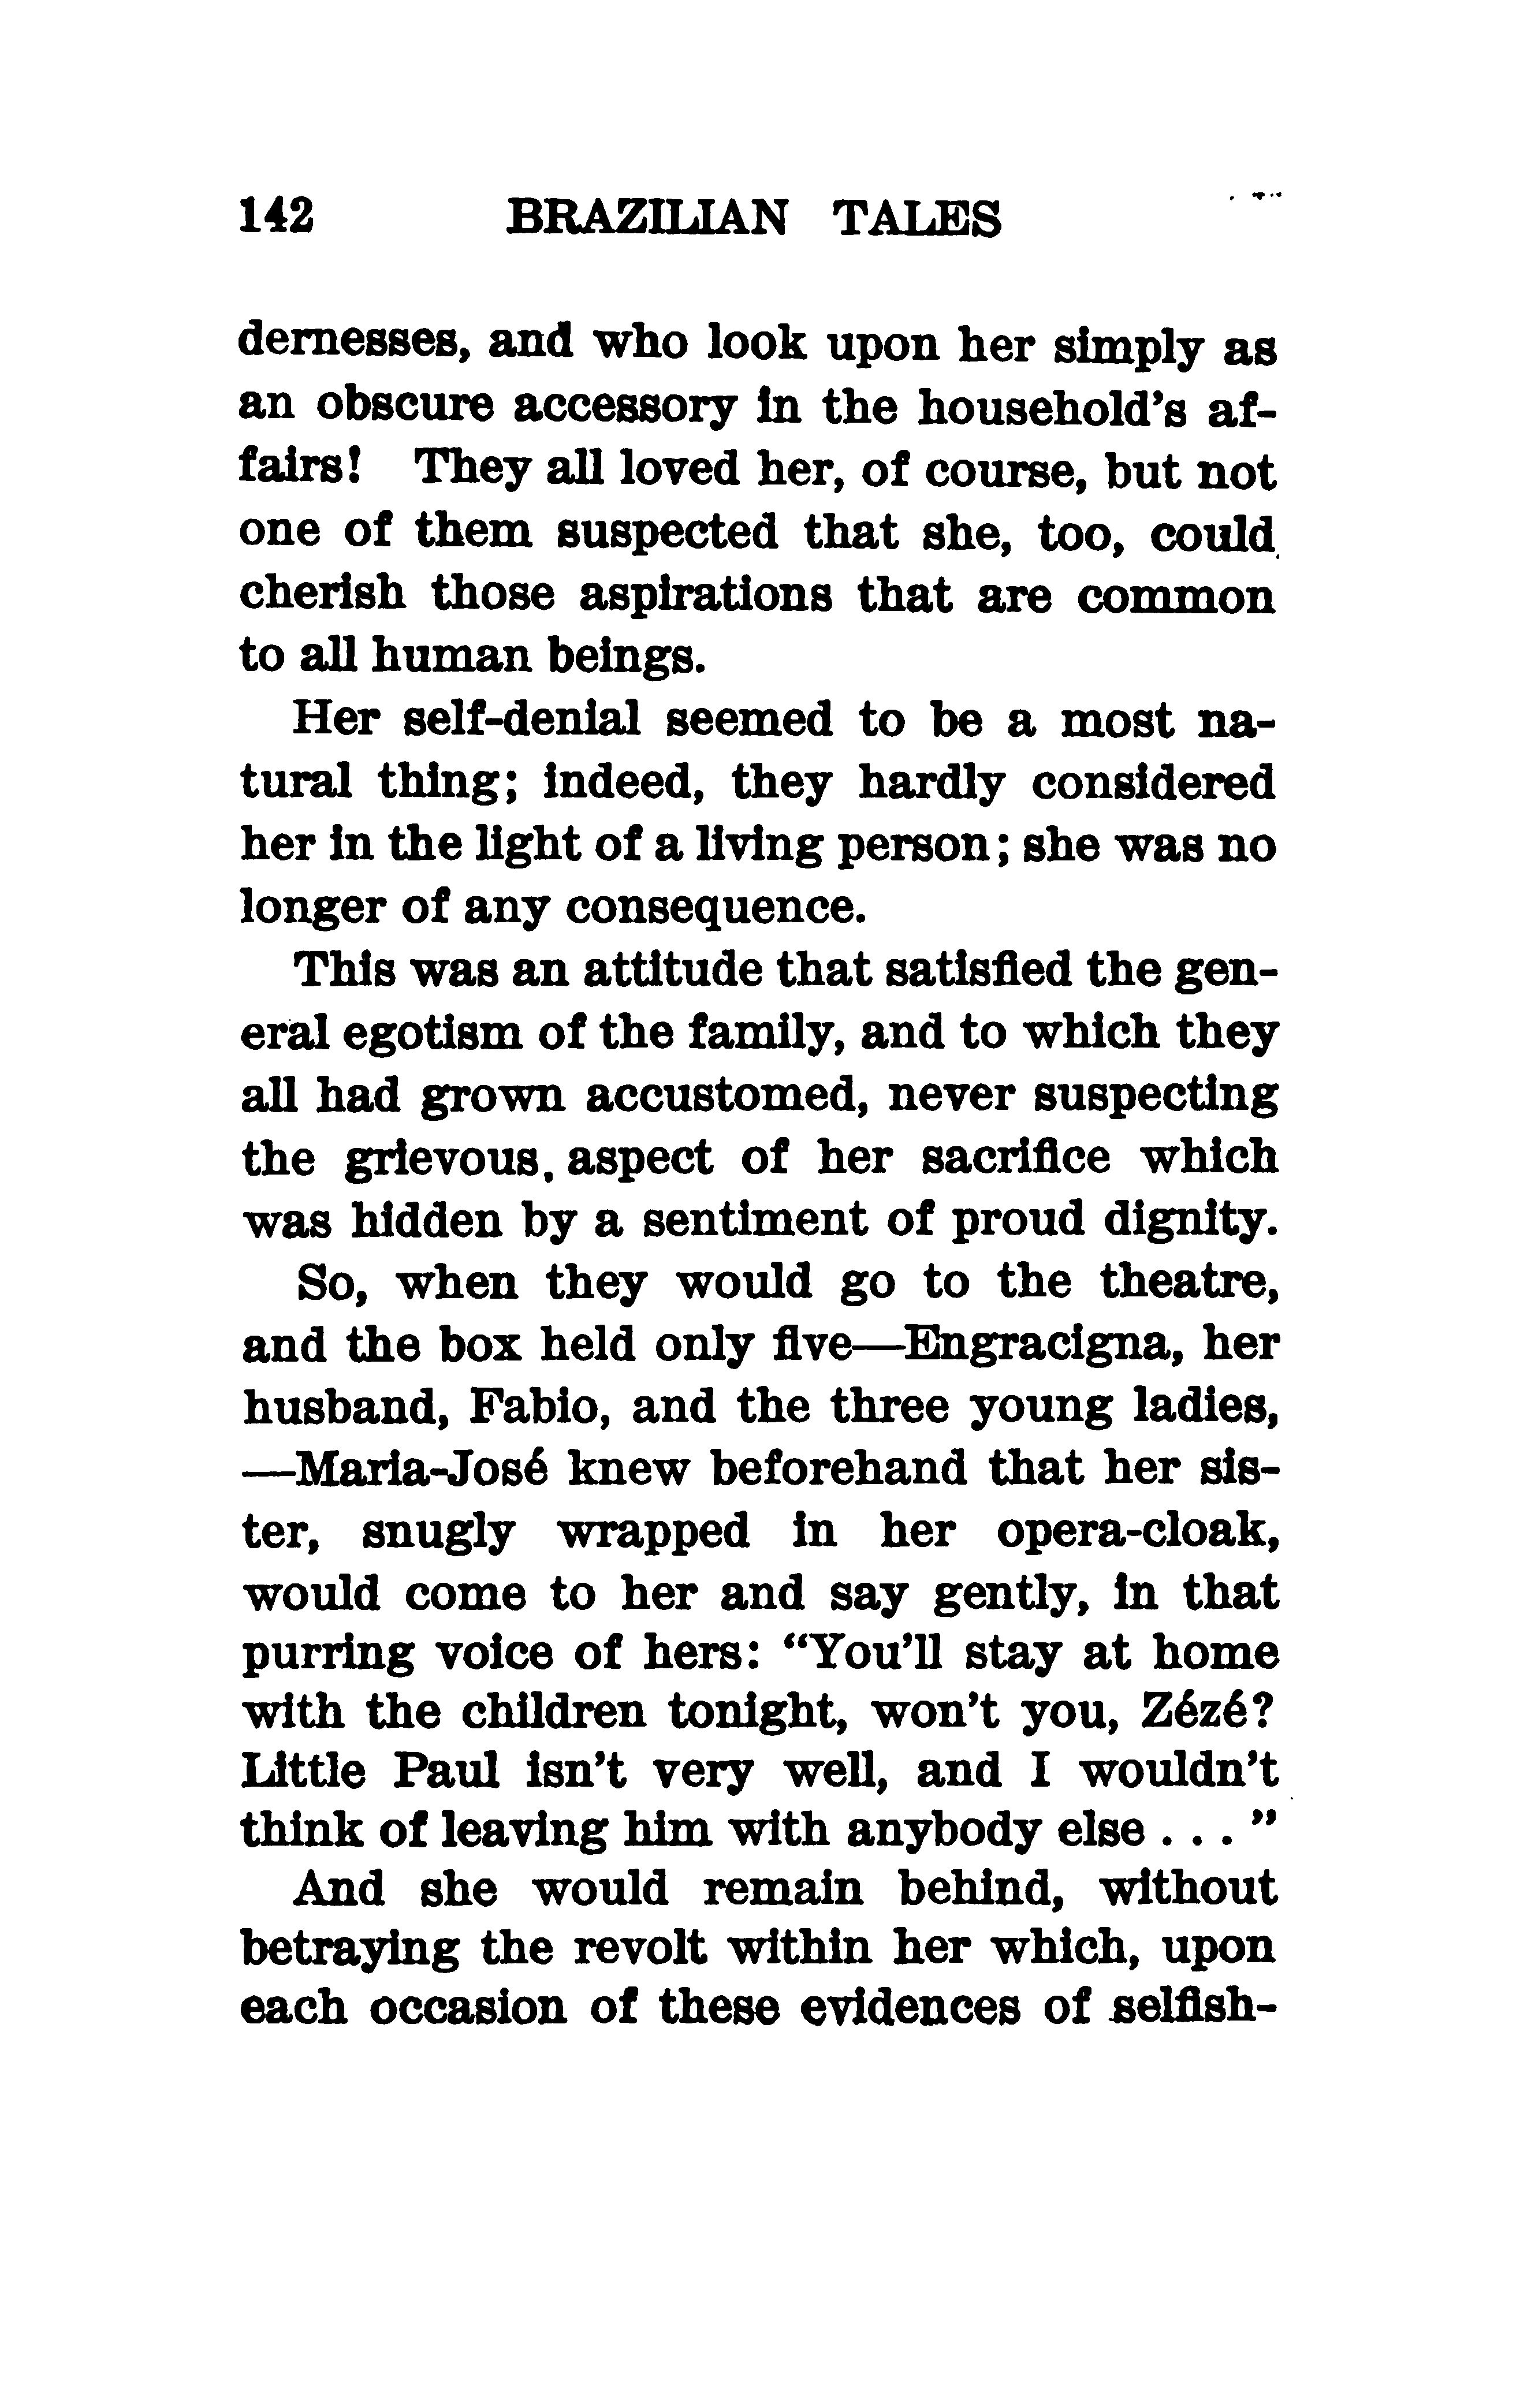 142 BRAZILIAN TALES
dernesses, and who look upon her simply as
an obscure accessory in the household's af-
fairs! They all loved her, of course, but not
one of them suspected that she, too, could
cherish those aspirations that are common
to all human beings.
Her self-denial seemed to be a most na-
tural thing; indeed, they hardly considered
her in the light of a living person; she was no
longer of any consequence.
This was an attitude that satisfied the gen-
eral egotism of the family, and to which they
all had grown accustomed, never suspecting
the grievous, aspect of her sacrifice which
was hidden by a sentiment of proud dignity.
So, when they would go to the theatre,
and the box held only five—Engracigna, her
husband, Fabio, and the three young ladies,
—Maria-José knew beforehand that her sis-
ter, snugly wrapped in her opera-cloak,
would come to her and say gently, in that
purring voice of hers: “You'll stay at home
with the children tonight, won't you, Zézé?
Little Paul isn't very well, and I wouldn't
think of leaving him with anybody else . . . ”
And she would remain behind, without
betraying the revolt within her which, upon
each occasion of these evidences of selfish-